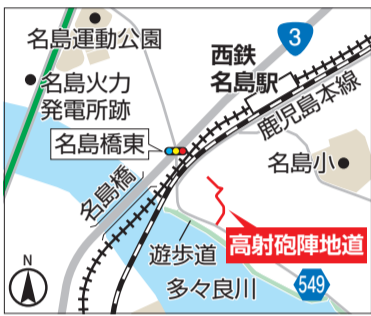 名島運動公園
3
西鉄
名島駅
名島火力
発電所跡
鹿児島本線
名島橋東
名島小
名島橋
高射砲陣地道
遊歩道
549
多々良川
N